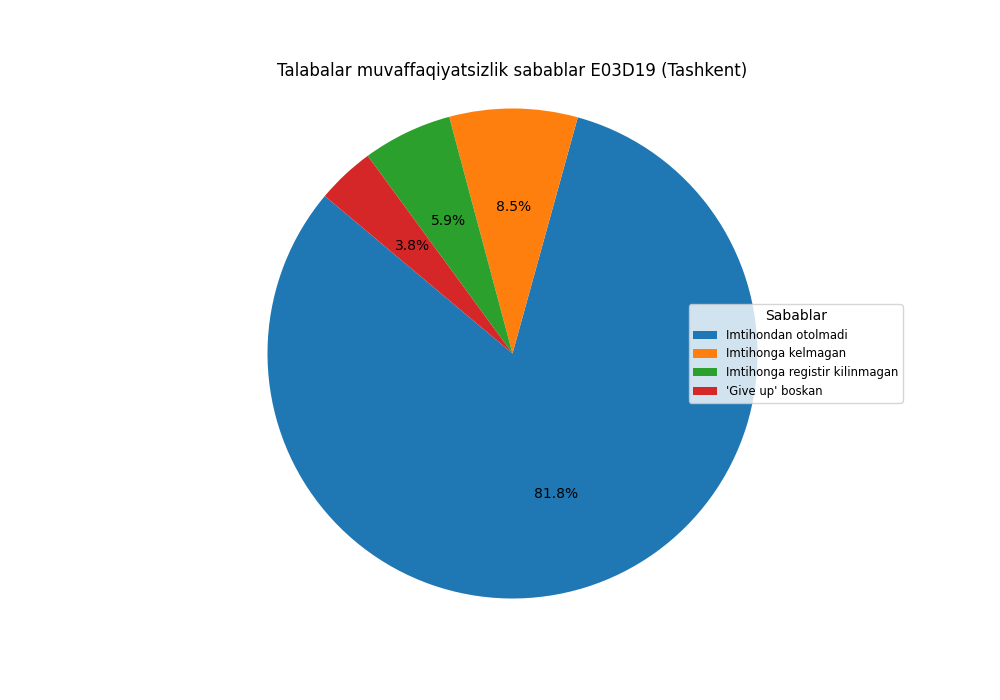 Talabalar muvaffaqiyatsizlik sabablar E03D19 (Tashkent)
8.5%
5.9%
3.8%
81.8%
Sabablar
Imtihondan otolmadi
Imtihonga kelmagan
Imtihonga registir kilinmagan
'Give up' boskan